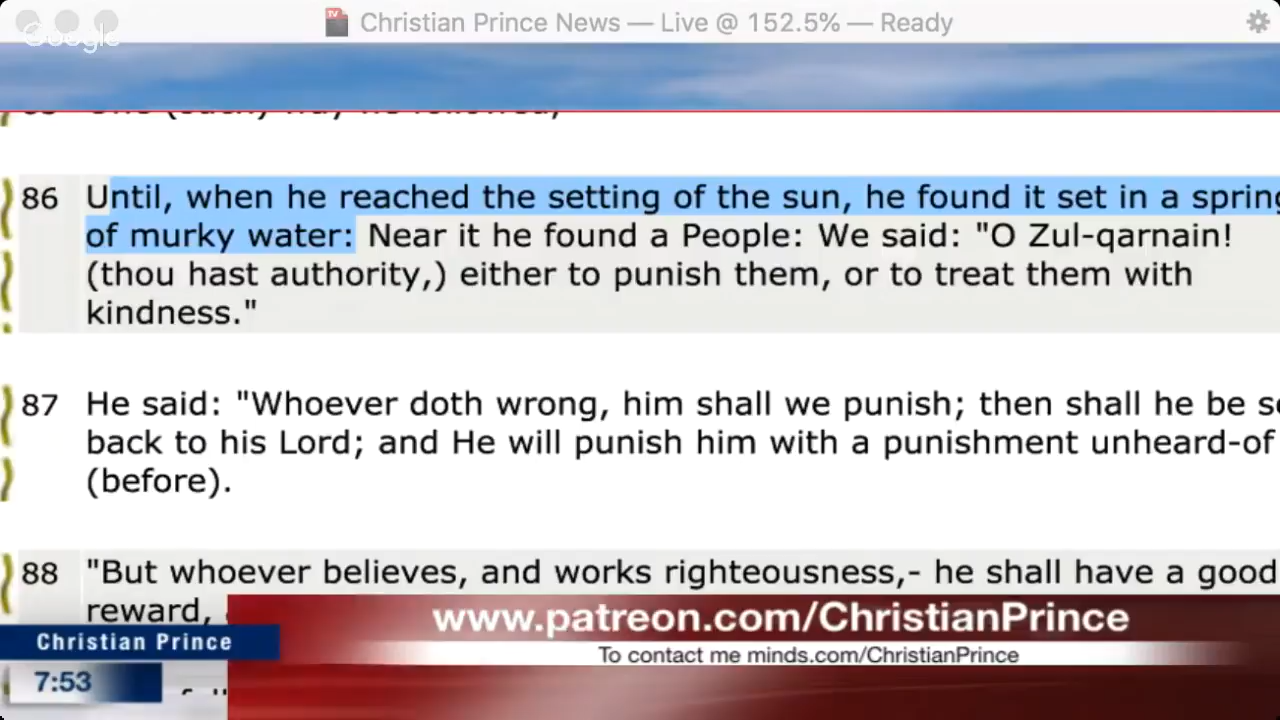 Christian Prince News — Live @ 152.5% — Ready
Google
86 Until, when he reached the setting of the sun, he found it set in a spring
of murky water: Near it he found a People: We said: "O Zul-qarnain!
(thou hast authority,) either to punish them, or to treat them with
kindness."
87 He said: "Whoever doth wrong, him shall we punish; then shall he be
back to his Lord; and He will punish him with a punishment unheard-of
(before).
88 "But whoever believes, and works righteousness,- he shall have a good
reward,
www.patreon.com/ChristianPrince
Christian Prince
To contact me minds.com/ChristianPrince
7:53